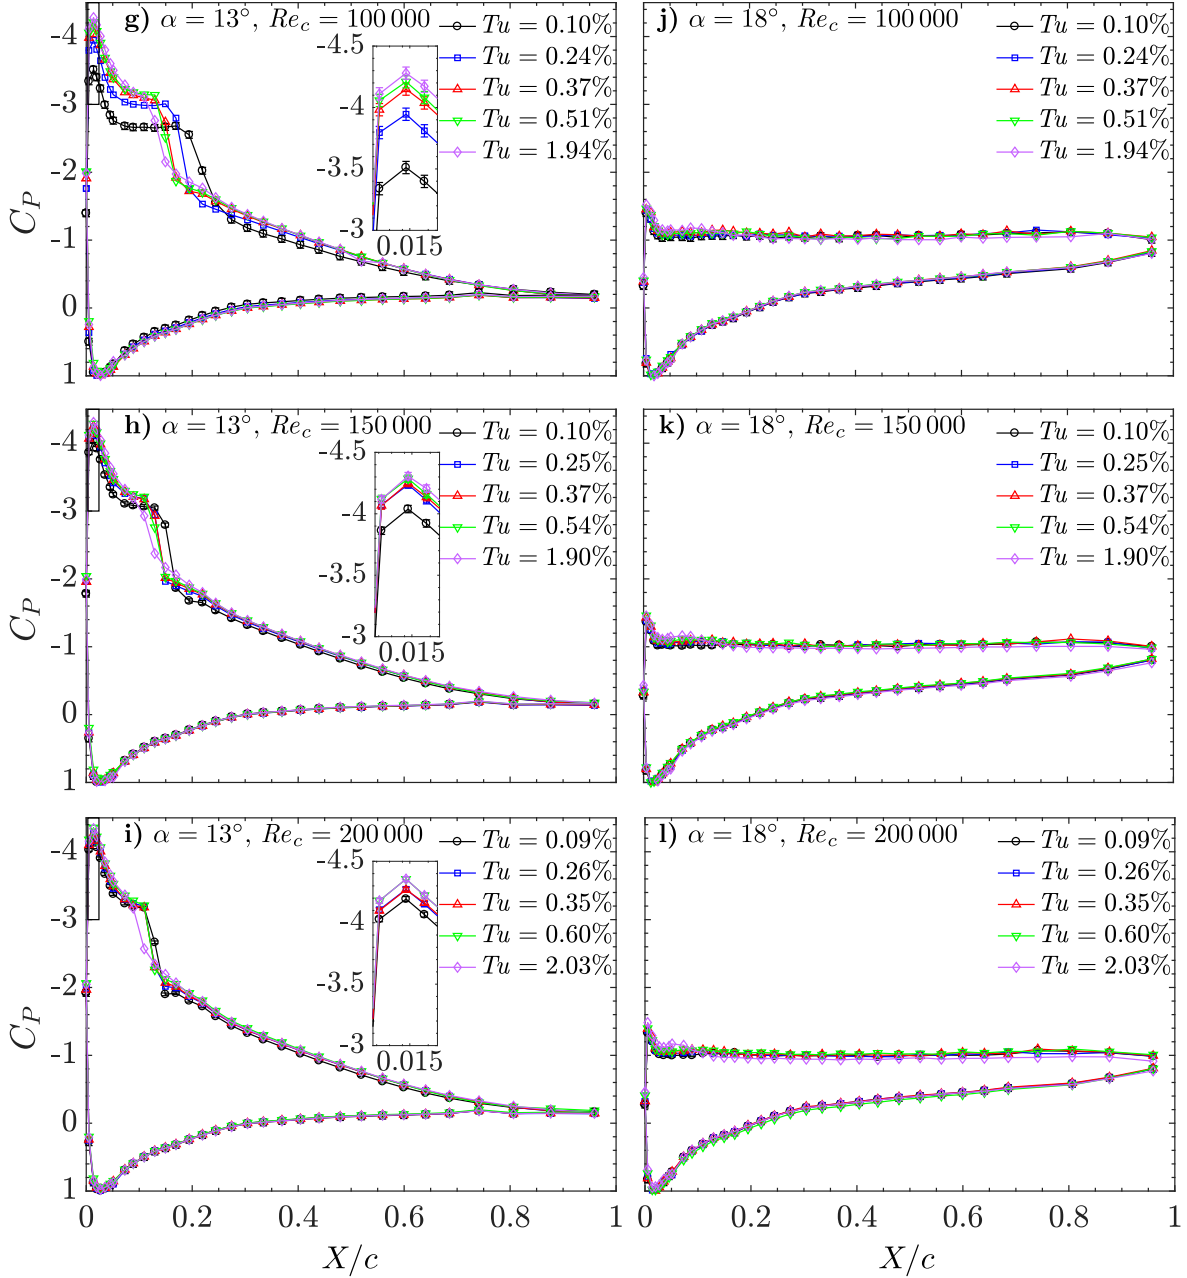 g) α = 13°, Re_c = 100 000
Tu = 0.10%
Tu = 0.24%
Tu = 0.37%
Tu = 0.51%
Tu = 1.94%
-4
-3
-2
-1
0
1
C_P
-4.5
-4
-3.5
-3
0.015
j) α = 18°, Re_c = 100 000
Tu = 0.10%
Tu = 0.24%
Tu = 0.37%
Tu = 0.51%
Tu = 1.94%
h) α = 13°, Re_c = 150 000
Tu = 0.10%
Tu = 0.25%
Tu = 0.37%
Tu = 0.54%
Tu = 1.90%
-4
-3
-2
-1
0
1
C_P
-4.5
-4
-3.5
-3
0.015
k) α = 18°, Re_c = 150 000
Tu = 0.10%
Tu = 0.25%
Tu = 0.37%
Tu = 0.54%
Tu = 1.90%
i) α = 13°, Re_c = 200 000
Tu = 0.09%
Tu = 0.26%
Tu = 0.35%
Tu = 0.60%
Tu = 2.03%
-4
-3
-2
-1
0
1
C_P
-4.5
-4
-3.5
-3
0.015
0 0.2 0.4 0.6 0.8 1
X/c
l) α = 18°, Re_c = 200 000
Tu = 0.09%
Tu = 0.26%
Tu = 0.35%
Tu = 0.60%
Tu = 2.03%
0 0.2 0.4 0.6 0.8 1
X/c